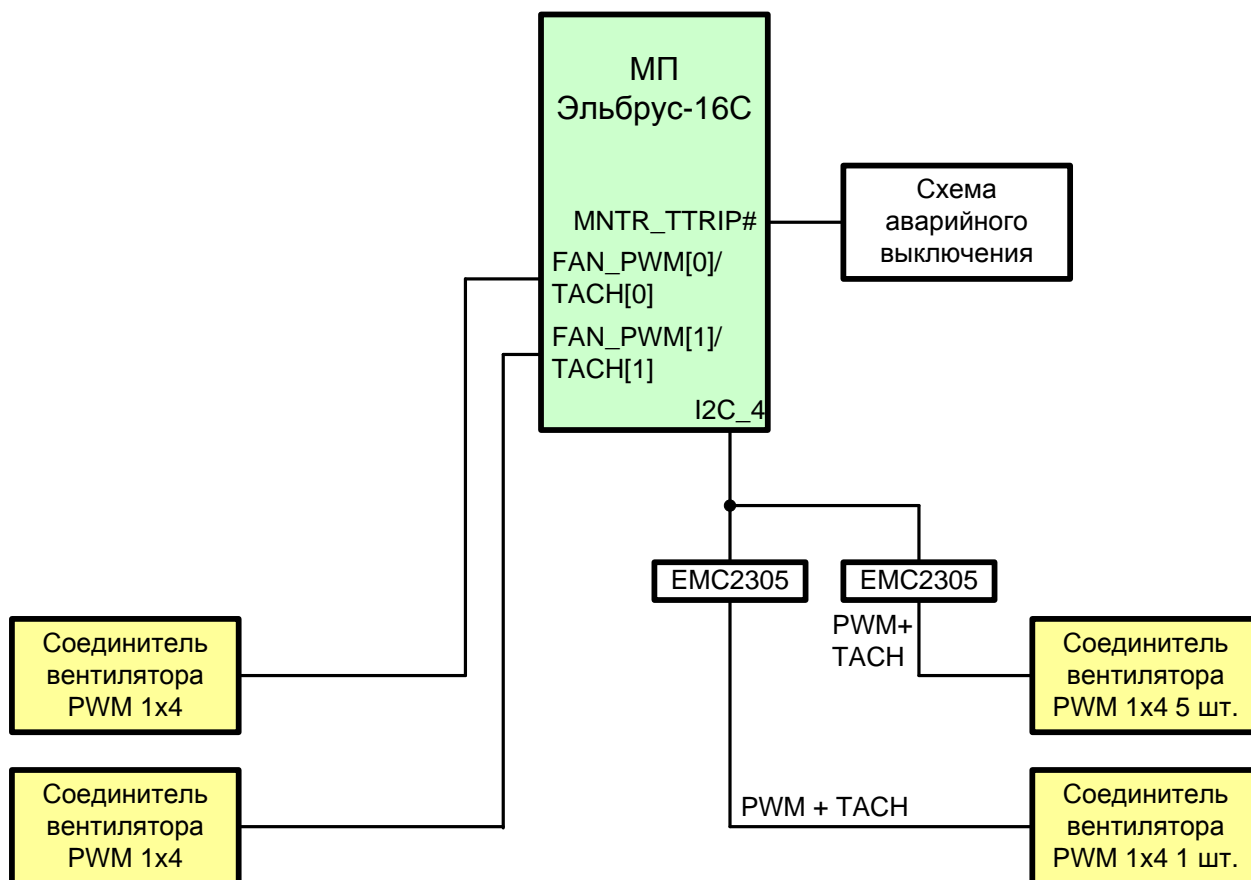 МП
Эльбрус-16С
MNTR_TTRIP#
FAN_PWM[0]/
TACH[0]
FAN_PWM[1]/
TACH[1]
I2C_4
Схема
аварийного
выключения
EMC2305
EMC2305
PWM+
TACH
Соединитель
вентилятора
PWM 1x4
Соединитель
вентилятора
PWM 1x4 5 шт.
Соединитель
вентилятора
PWM 1x4
PWM + TACH
Соединитель
вентилятора
PWM 1x4 1 шт.